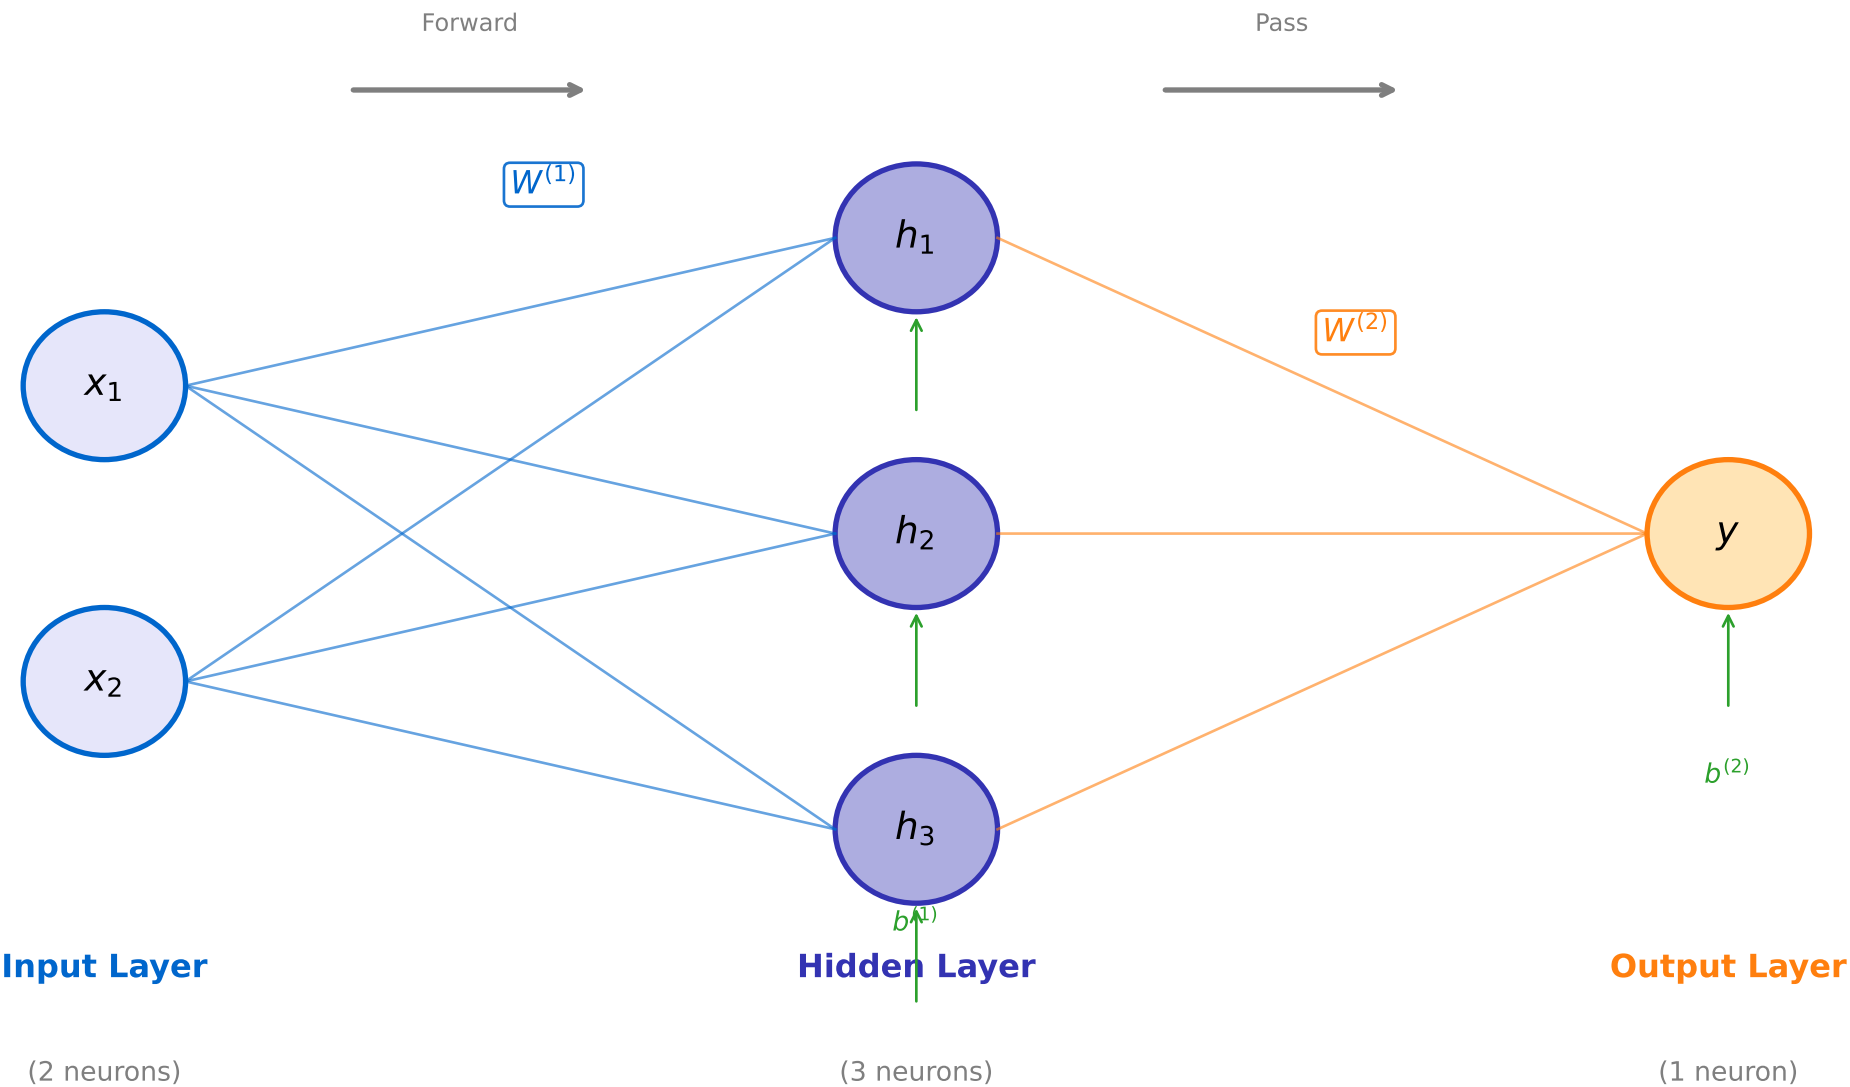 Forward
Pass
W⁽¹⁾
h₁
W⁽²⁾
x₁
h₂
y
x₂
b⁽²⁾
h₃
b⁽¹⁾
Input Layer
Hidden Layer
Output Layer
(2 neurons)
(3 neurons)
(1 neuron)